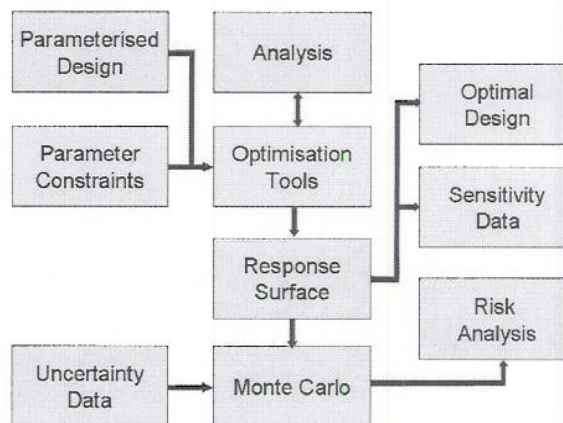 Parameterised
Design
Analysis
Optimal
Design
Parameter
Constraints
Optimisation
Tools
Sensitivity
Data
Response
Surface
Risk
Analysis
Uncertainty
Data
Monte Carlo